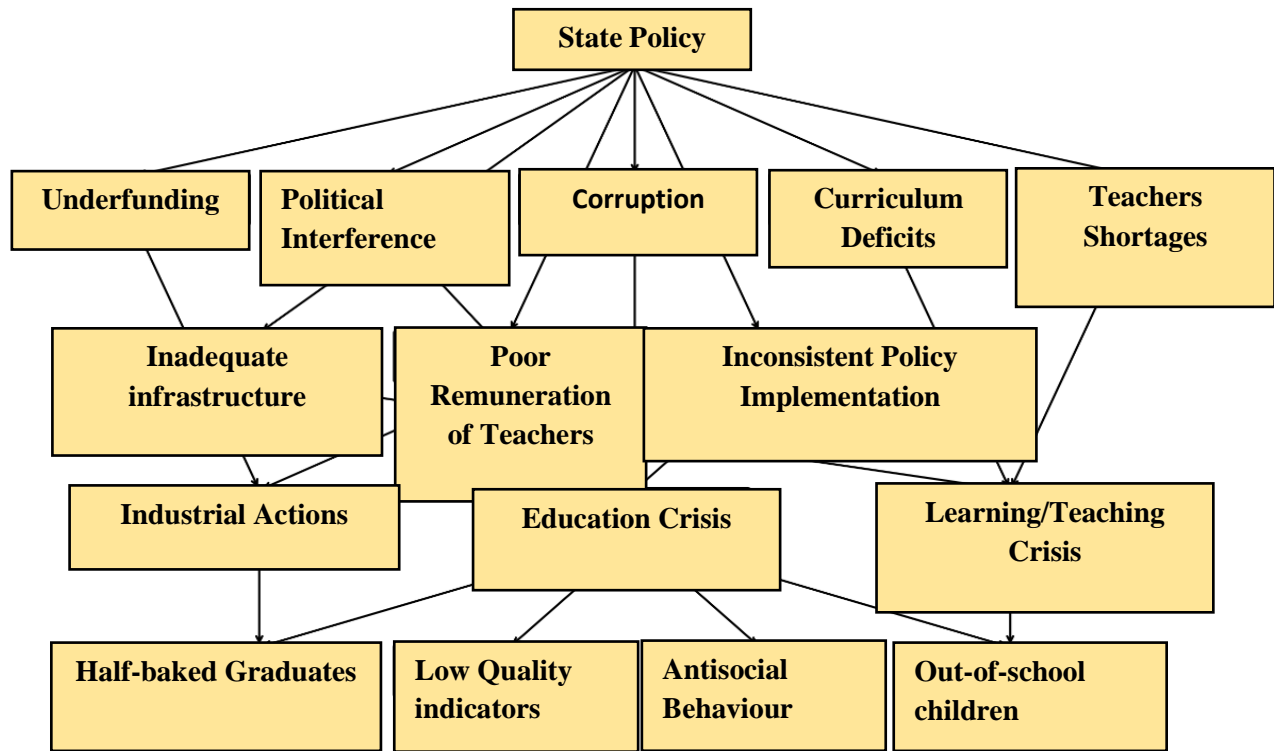 State Policy
Underfunding
Political
Interference
Corruption
Curriculum
Deficits
Teachers
Shortages
Inadequate
infrastructure
Poor
Remuneration
of Teachers
Inconsistent Policy
Implementation
Industrial Actions
Education Crisis
Learning/Teaching
Crisis
Half-baked Graduates
Low Quality
indicators
Antisocial
Behaviour
Out-of-school
children